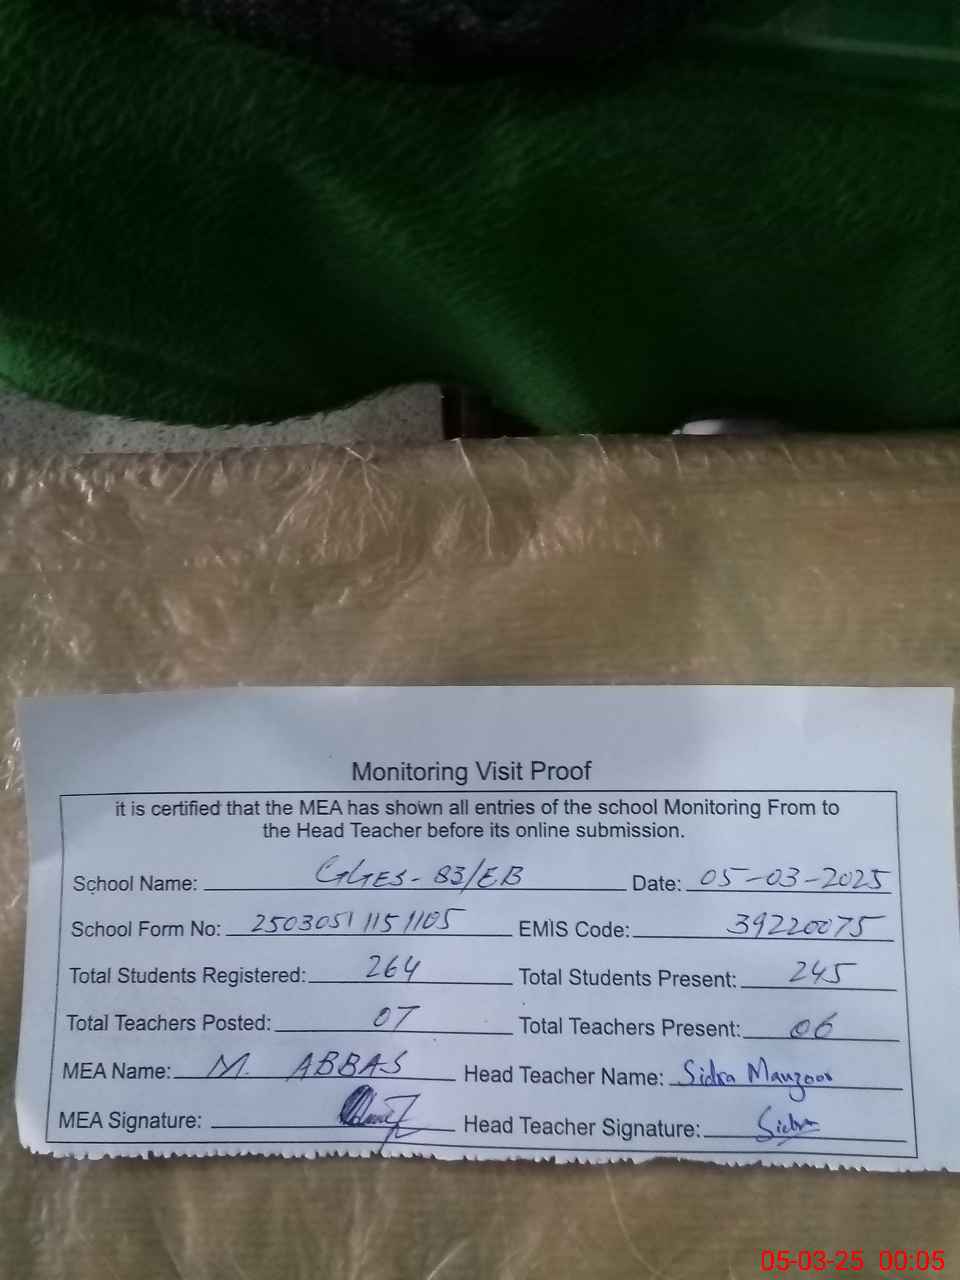 Monitoring Visit Proof
it is certified that the MEA has shown all entries of the school Monitoring From to
the Head Teacher before its online submission.
School Name: GGES-83/EB Date: 05-03-2025
School Form No: 2503051151105 EMIS Code: 39220075
Total Students Registered: 264 Total Students Present: 245
Total Teachers Posted: 07 Total Teachers Present: 06
MEA Name: M. ABBAS Head Teacher Name: Sidra Manzoor
MEA Signature: Head Teacher Signature: Sidra
05-03-25 00:05